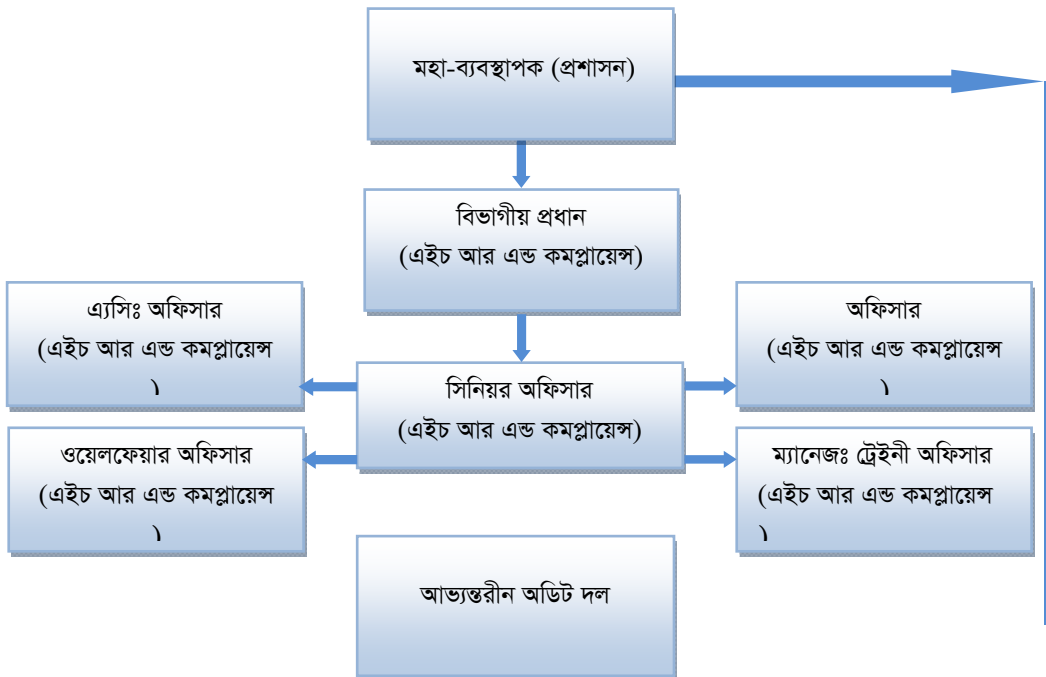 মহা-ব্যবস্থাপক (প্রশাসন)
বিভাগীয় প্রধান
(এইচ আর এন্ড কমপ্লায়েন্স)
এ্যসিঃ অফিসার
(এইচ আর এন্ড কমপ্লায়েন্স
)
অফিসার
(এইচ আর এন্ড কমপ্লায়েন্স
)
সিনিয়র অফিসার
(এইচ আর এন্ড কমপ্লায়েন্স)
ওয়েলফেয়ার অফিসার
(এইচ আর এন্ড কমপ্লায়েন্স
)
ম্যানেজঃ ট্রেইনী অফিসার
(এইচ আর এন্ড কমপ্লায়েন্স
)
আভ্যন্তরীন অডিট দল